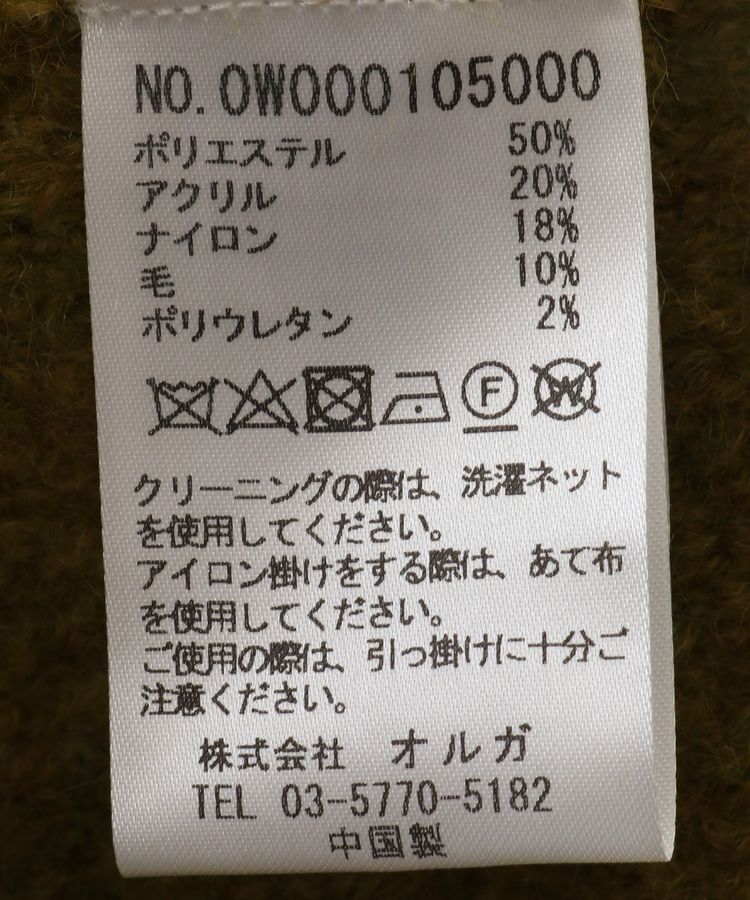 NO.0W000105000
ポリエステル 50%
アクリル 20%
ナイロン 18%
毛 10%
ポリウレタン 2%
F W
クリーニングの際は、洗濯ネット
を使用してください。
アイロン掛けをする際は、あて布
を使用してください。
ご使用の際は、引っ掛けに十分ご
注意ください。
株式会社 オルガ
TEL 03-5770-5182
中国製